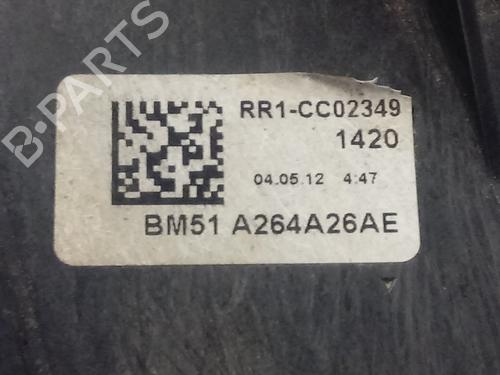 B-PARTS
RR1-CC02349
1420
04.05.12 4:47
BM51 A264A26AE